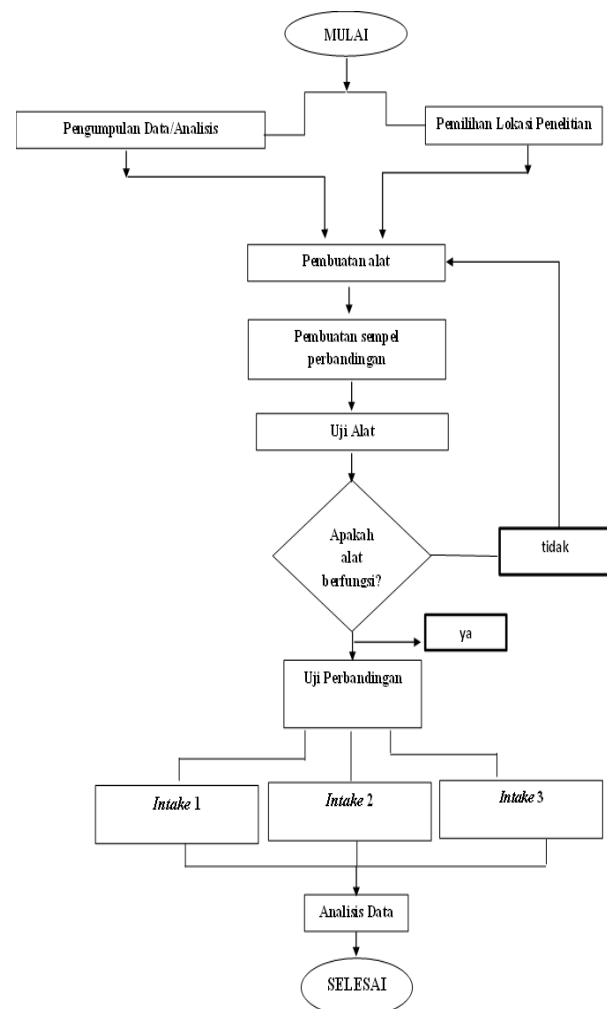 MULAI
Pengumpulan Data/Analisis
Pemilihan Lokasi Penelitian
Pembuatan alat
Pembuatan sempel
perbandingan
Uji Alat
Apakah
alat
berfungsi?
tidak
ya
Uji Perbandingan
Intake 1
Intake 2
Intake 3
Analisis Data
SELESAI